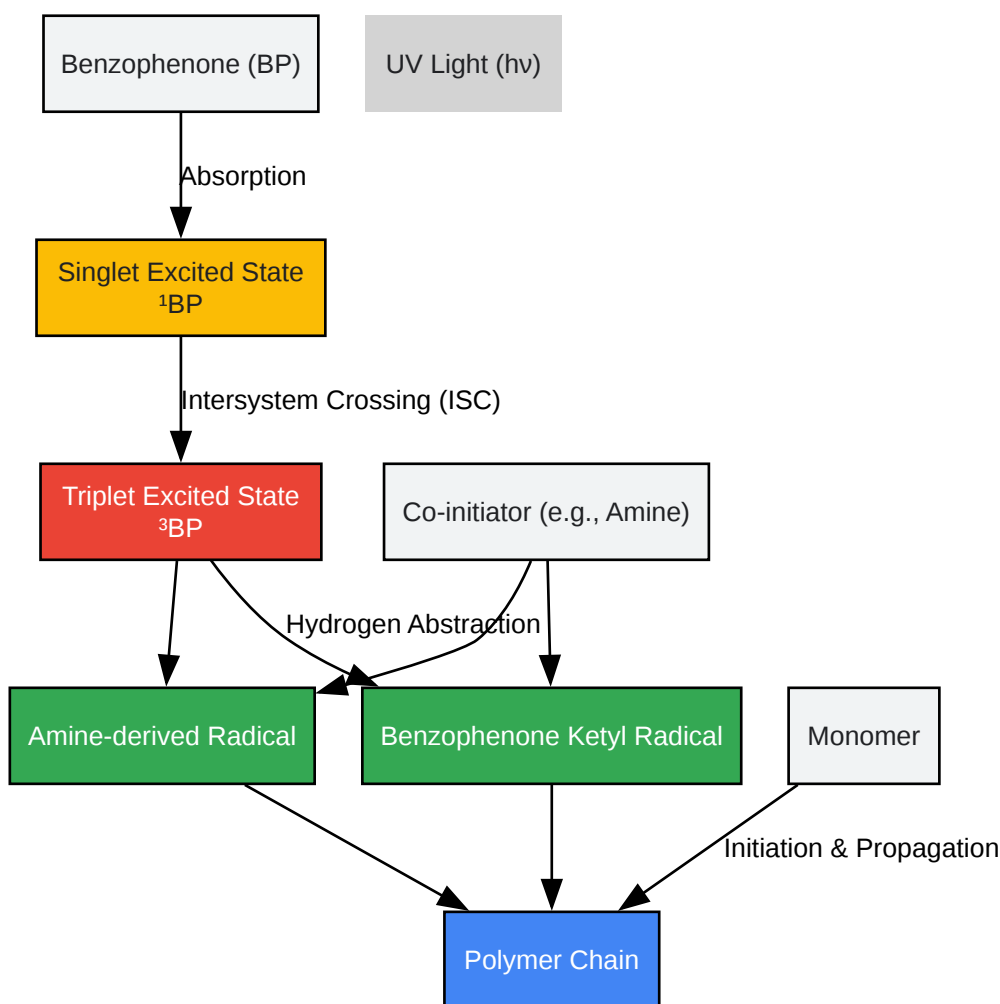 Benzophenone (BP)
UV Light (hν)
Absorption
Singlet Excited State
¹BP
Intersystem Crossing (ISC)
Triplet Excited State
³BP
Co-initiator (e.g., Amine)
Hydrogen Abstraction
Amine-derived Radical
Benzophenone Ketyl Radical
Monomer
Initiation & Propagation
Polymer Chain